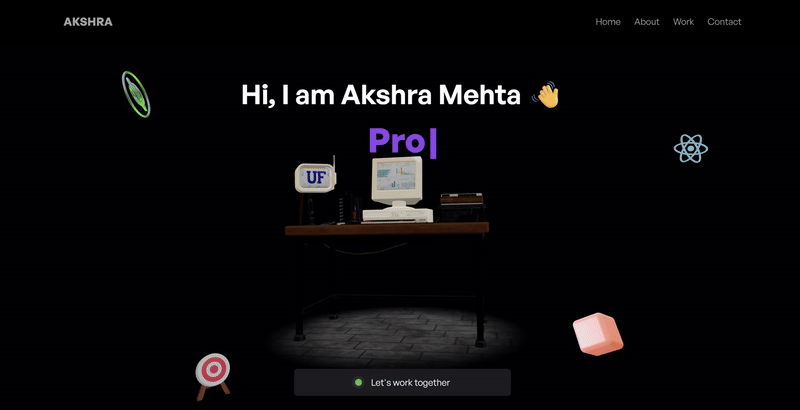 AKSHRA
Home About Work Contact
Hi, I am Akshra Mehta 👋
Pro|
UF
Let's work together